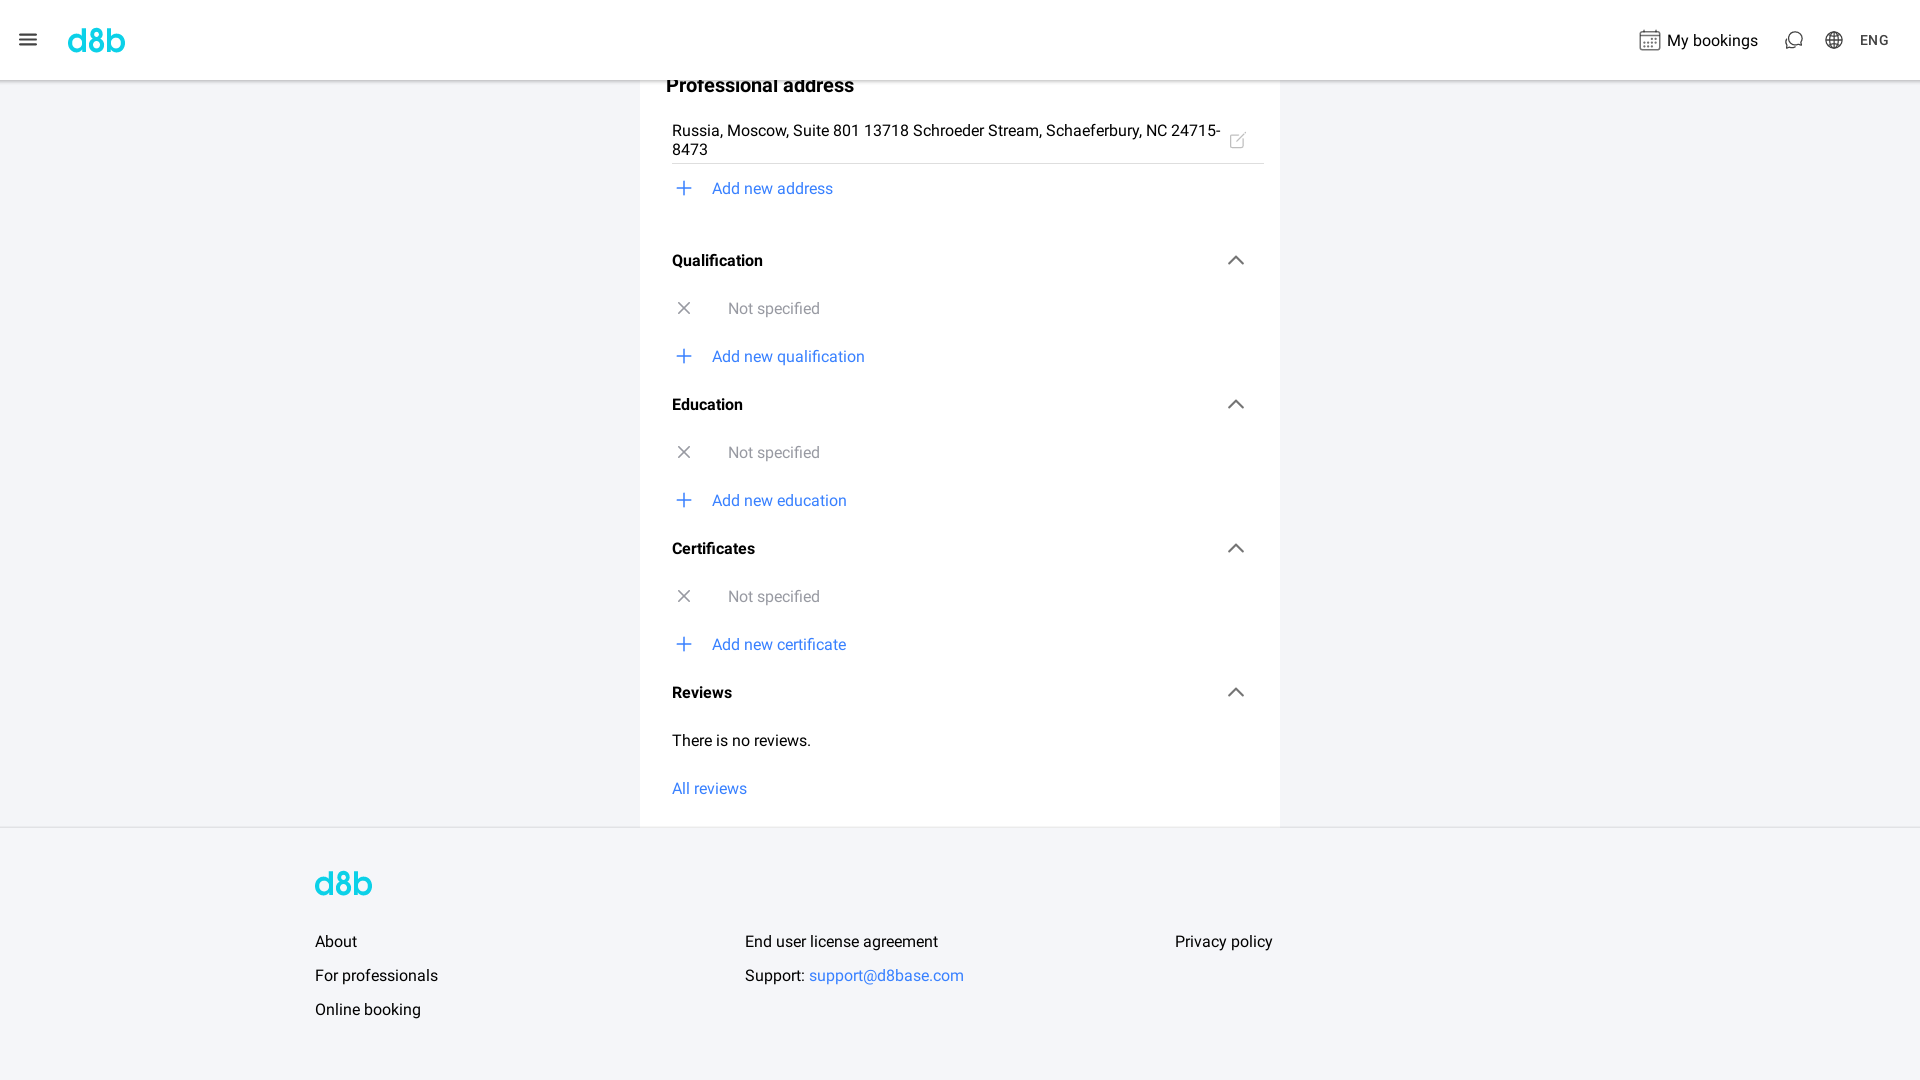 d8b
My bookings
ENG
Professional address
Russia, Moscow, Suite 801 13718 Schroeder Stream, Schaeferbury, NC 24715-
8473
Add new address
Qualification
Not specified
Add new qualification
Education
Not specified
Add new education
Certificates
Not specified
Add new certificate
Reviews
There is no reviews.
All reviews
d8b
About
End user license agreement
Privacy policy
For professionals
Support: support@d8base.com
Online booking